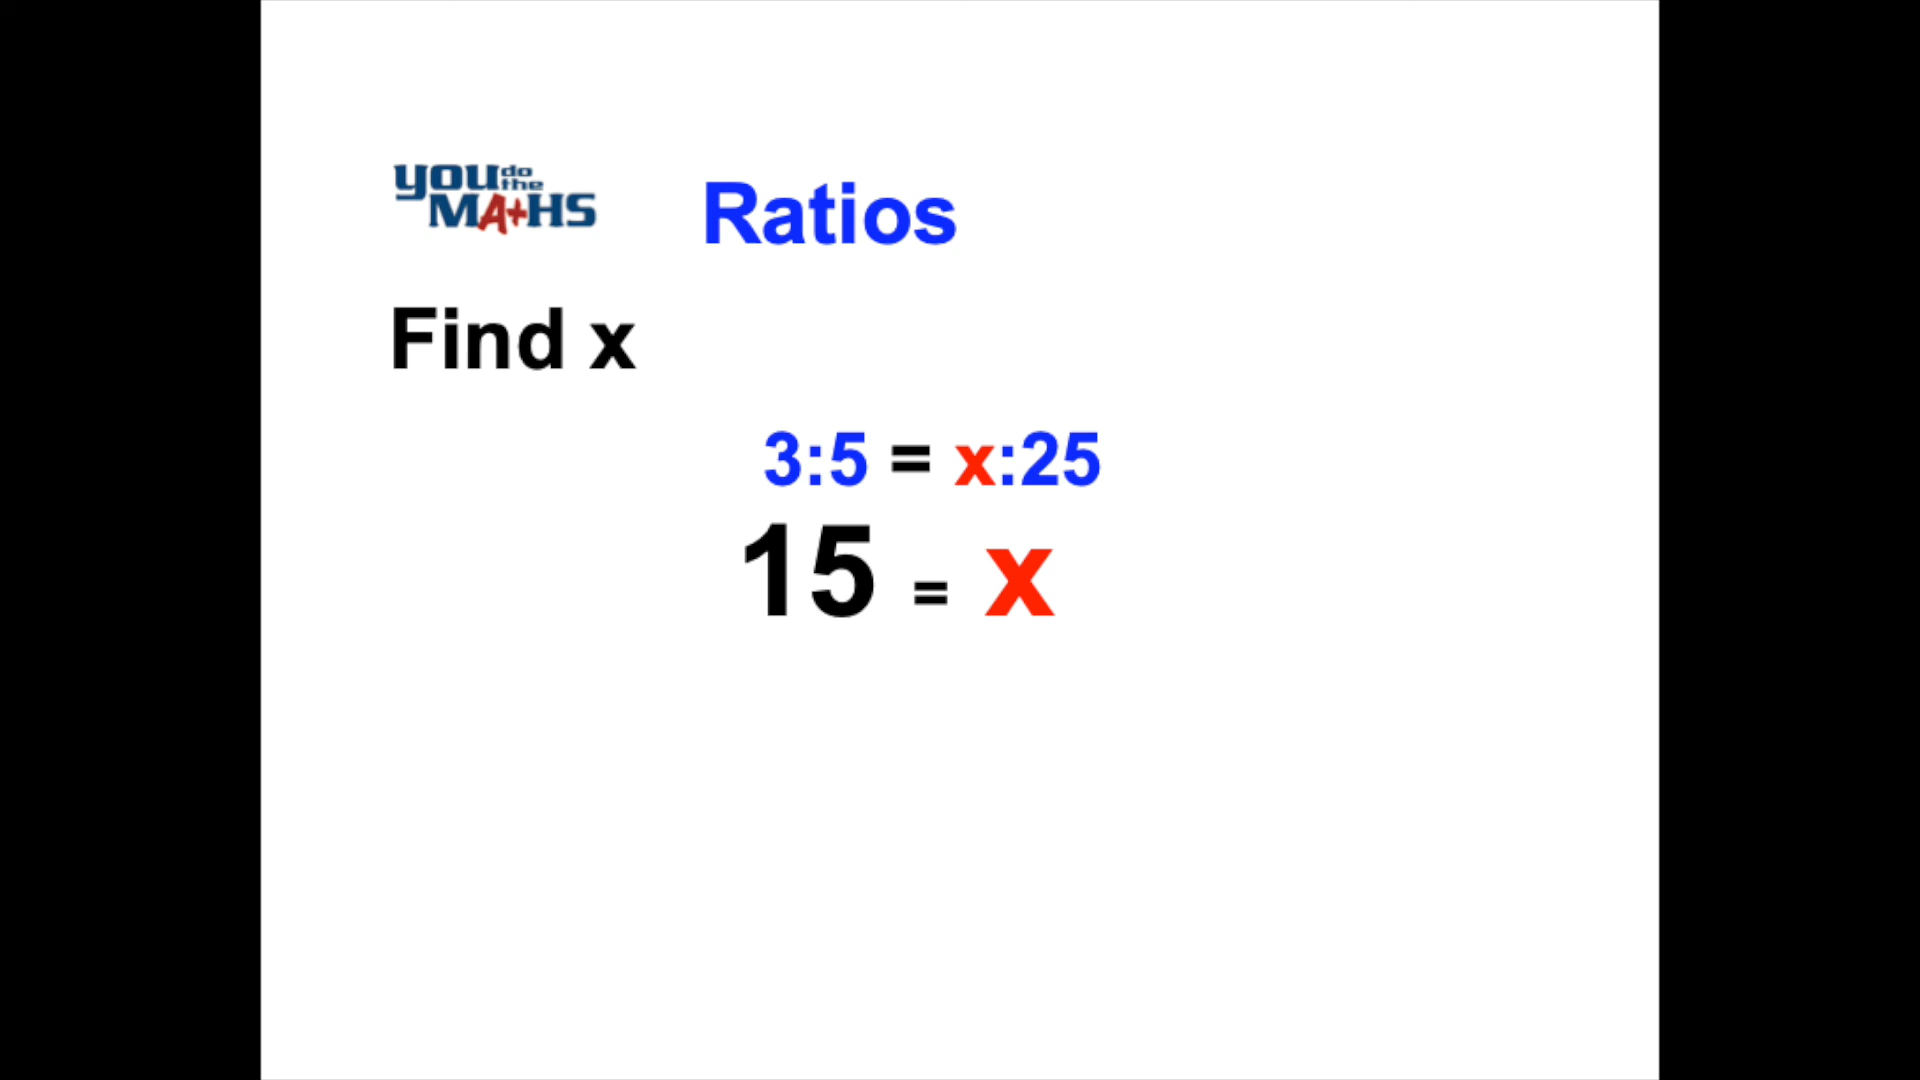 you do the MA+HS
Ratios
Find x
3:5 = x:25
15 = x